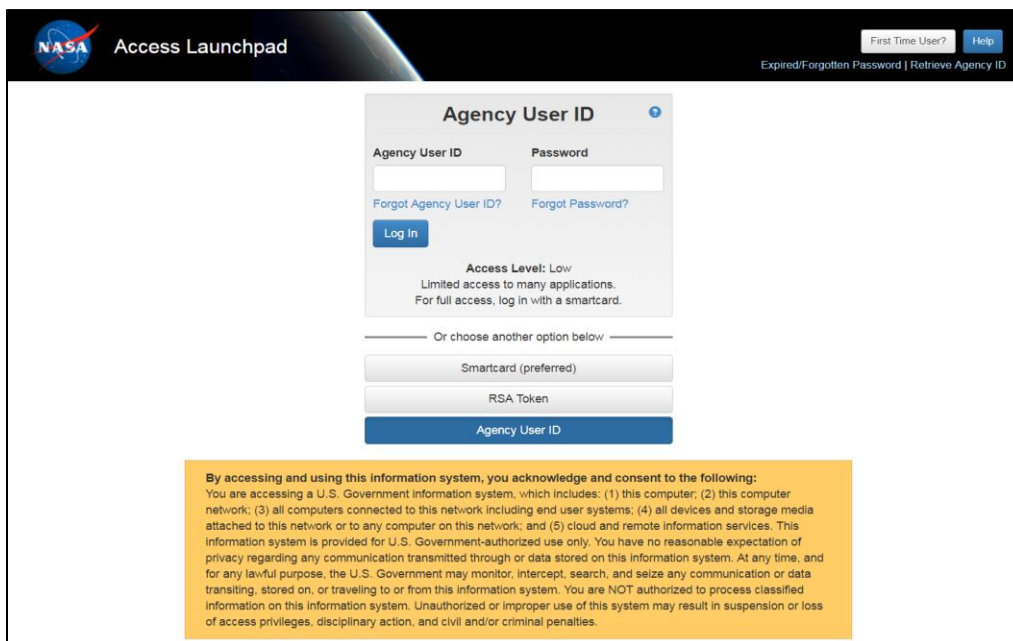 NASA
Access Launchpad
First Time User?
Help
Expired/Forgotten Password | Retrieve Agency ID
Agency User ID
?
Agency User ID
Password
Forgot Agency User ID?
Forgot Password?
Log In
Access Level: Low
Limited access to many applications.
For full access, log in with a smartcard.
Or choose another option below
Smartcard (preferred)
RSA Token
Agency User ID
By accessing and using this information system, you acknowledge and consent to the following:
You are accessing a U.S. Government information system, which includes: (1) this computer; (2) this computer
network; (3) all computers connected to this network including end user systems; (4) all devices and storage media
attached to this network or to any computer on this network; and (5) cloud and remote information services. This
information system is provided for U.S. Government-authorized use only. You have no reasonable expectation of
privacy regarding any communication transmitted through or data stored on this information system. At any time, and
for any lawful purpose, the U.S. Government may monitor, intercept, search, and seize any communication or data
transiting, stored on, or traveling to or from this information system. You are NOT authorized to process classified
information on this information system. Unauthorized or improper use of this system may result in suspension or loss
of access privileges, disciplinary action, and civil and/or criminal penalties.